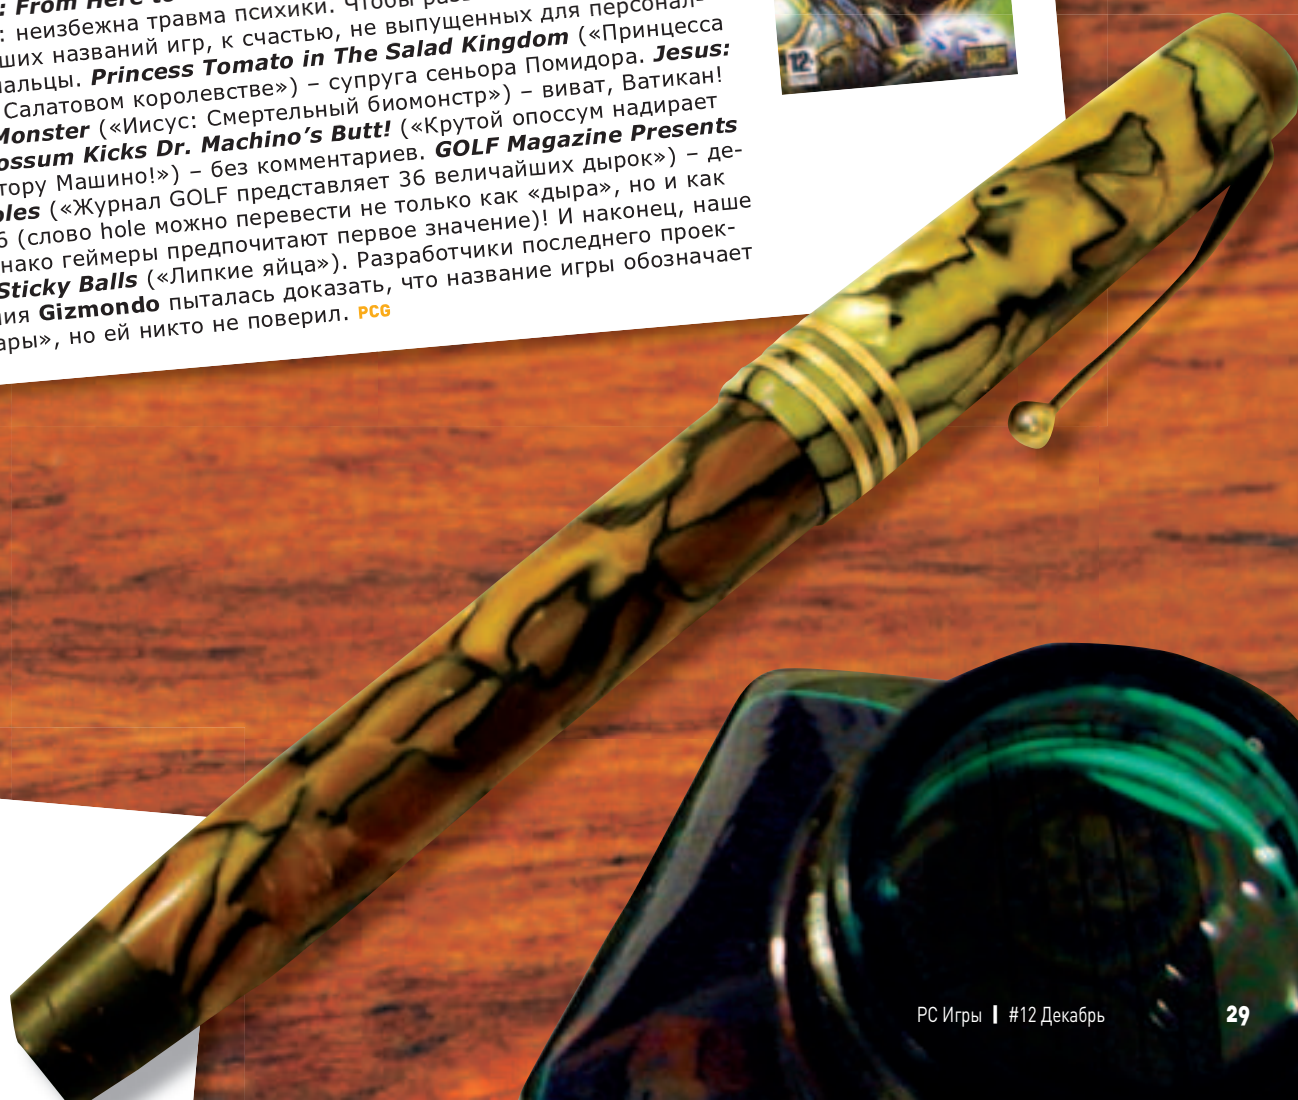 : From Here to
: неизбежна травма психики. Чтобы
ших названий игр, к счастью, не выпущенных для персонал-
альцы. Princess Tomato in The Salad Kingdom («Принцесса
Салатовом королевстве») – супруга сеньора Помидора. Jesus:
Monster («Иисус: Смертельный биомонстр») – виват, Ватикан!
ossum Kicks Dr. Machino’s Butt! («Крутой опоссум надирает
тору Машино!») – без комментариев. GOLF Magazine Presents
oles («Журнал GOLF представляет 36 величайших дырок») – де-
6 (слово hole можно перевести не только как «дыра», но и как
нако геймеры предпочитают первое значение)! И наконец, наше
Sticky Balls («Липкие яйца»). Разработчики последнего проек-
ия Gizmondo пыталась доказать, что название игры обозначает
ары», но ей никто не поверил. PCG
12+
PC Игры | #12 Декабрь 29